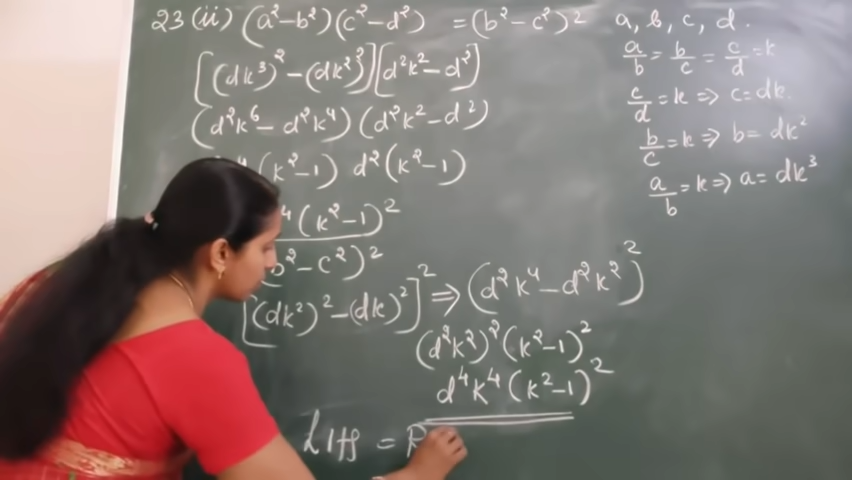 23 (ii) (a²-b²)(c²-d²) = (b²-c²)²
[(dk³)²-(dk²)²][d²k²-d²]
(d²k⁶-d²k⁴)(d²k²-d²)
⁴(k²-1) d²(k²-1)
⁴(k²-1)²
b²-c²)²
[(dk²)²-(dk)²]² ⇒ (d²k⁴-d²k²)²
(d²k²)²(k²-1)²
d⁴k⁴(k²-1)²
LHS = R
a, b, c, d.
a/b = b/c = c/d = k
c/d = k ⇒ c = dk.
b/c = k ⇒ b = dk²
a/b = k ⇒ a = dk³